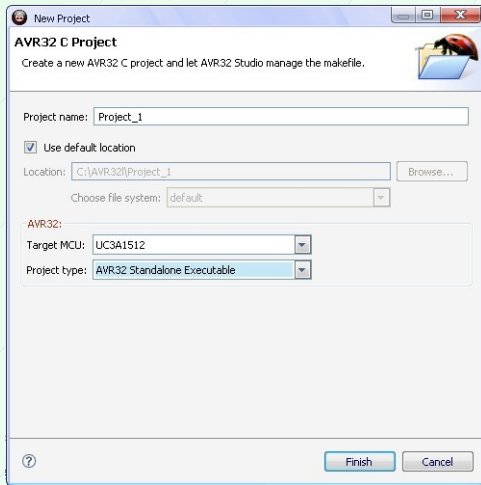 New Project
AVR32 C Project
Create a new AVR32 C project and let AVR32 Studio manage the makefile.
Project name: Project_1
Use default location
Location: C:\AVR32\Project_1 Browse...
Choose file system: default
AVR32:
Target MCU: UC3A1512
Project type: AVR32 Standalone Executable
Finish Cancel